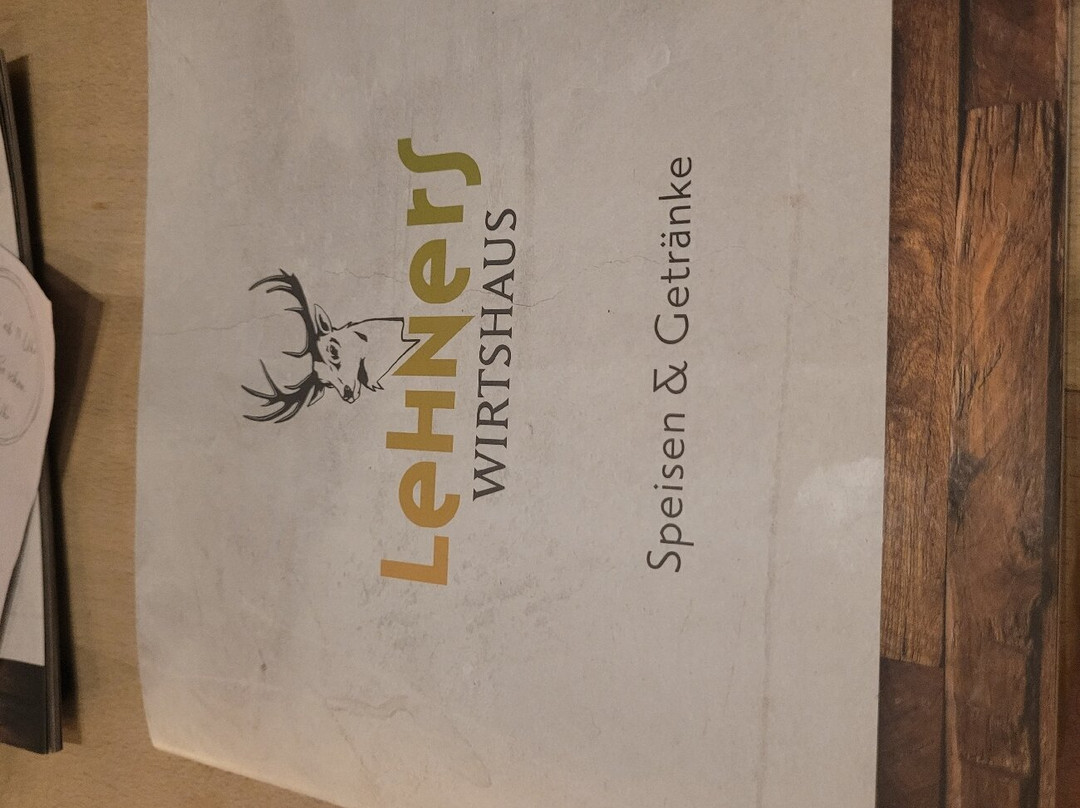 LeHNers
WIRTSHAUS
Speisen & Getränke